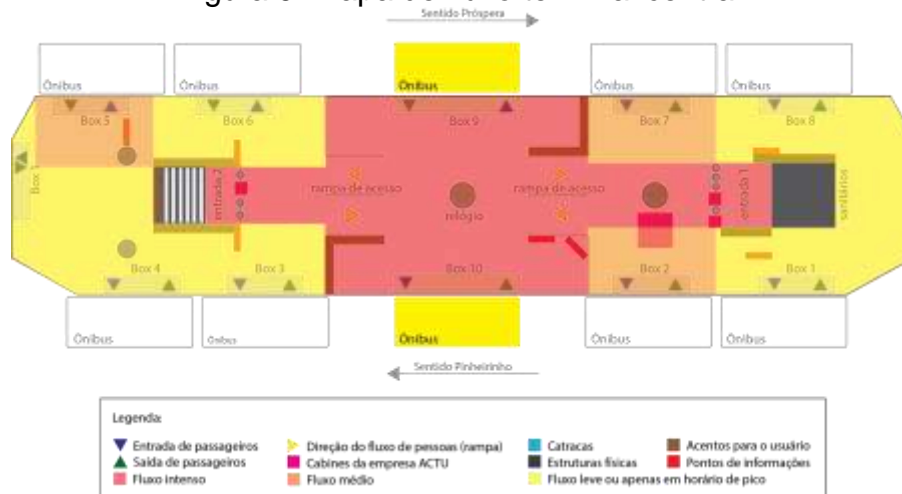 Sentido Próspera
Ônibus
Ônibus
Ônibus
Ônibus
Ônibus
Box 5
Box 6
Box 9
Box 7
Box 8
Box
entrada 2
rampa de acesso
relógio
rampa de acesso
entrada 1
sanitários
Box 4
Box 3
Box 10
Box 2
Box 1
Ônibus
Ônibus
Ônibus
Ônibus
Ônibus
Sentido Pinheirinho
Legenda:
Entrada de passageiros
Saída de passageiros
Fluxo intenso
Direção do fluxo de pessoas (rampa)
Cabines da empresa ACTU
Fluxo médio
Catracas
Estruturas físicas
Fluxo leve ou apenas em horário de pico
Acentos para o usuário
Pontos de informações